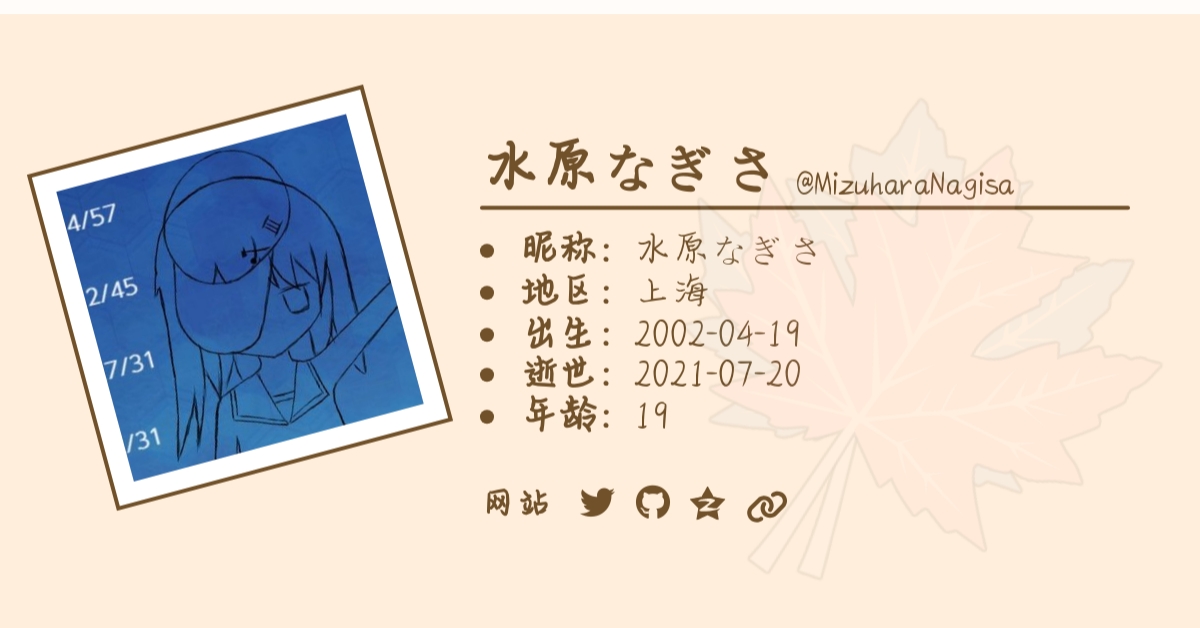 4/57
2/45
7/31
/31
水原なぎさ @MizuharaNagisa
昵称: 水原なぎさ
地区: 上海
出生: 2002-04-19
逝世: 2021-07-20
年龄: 19
网站